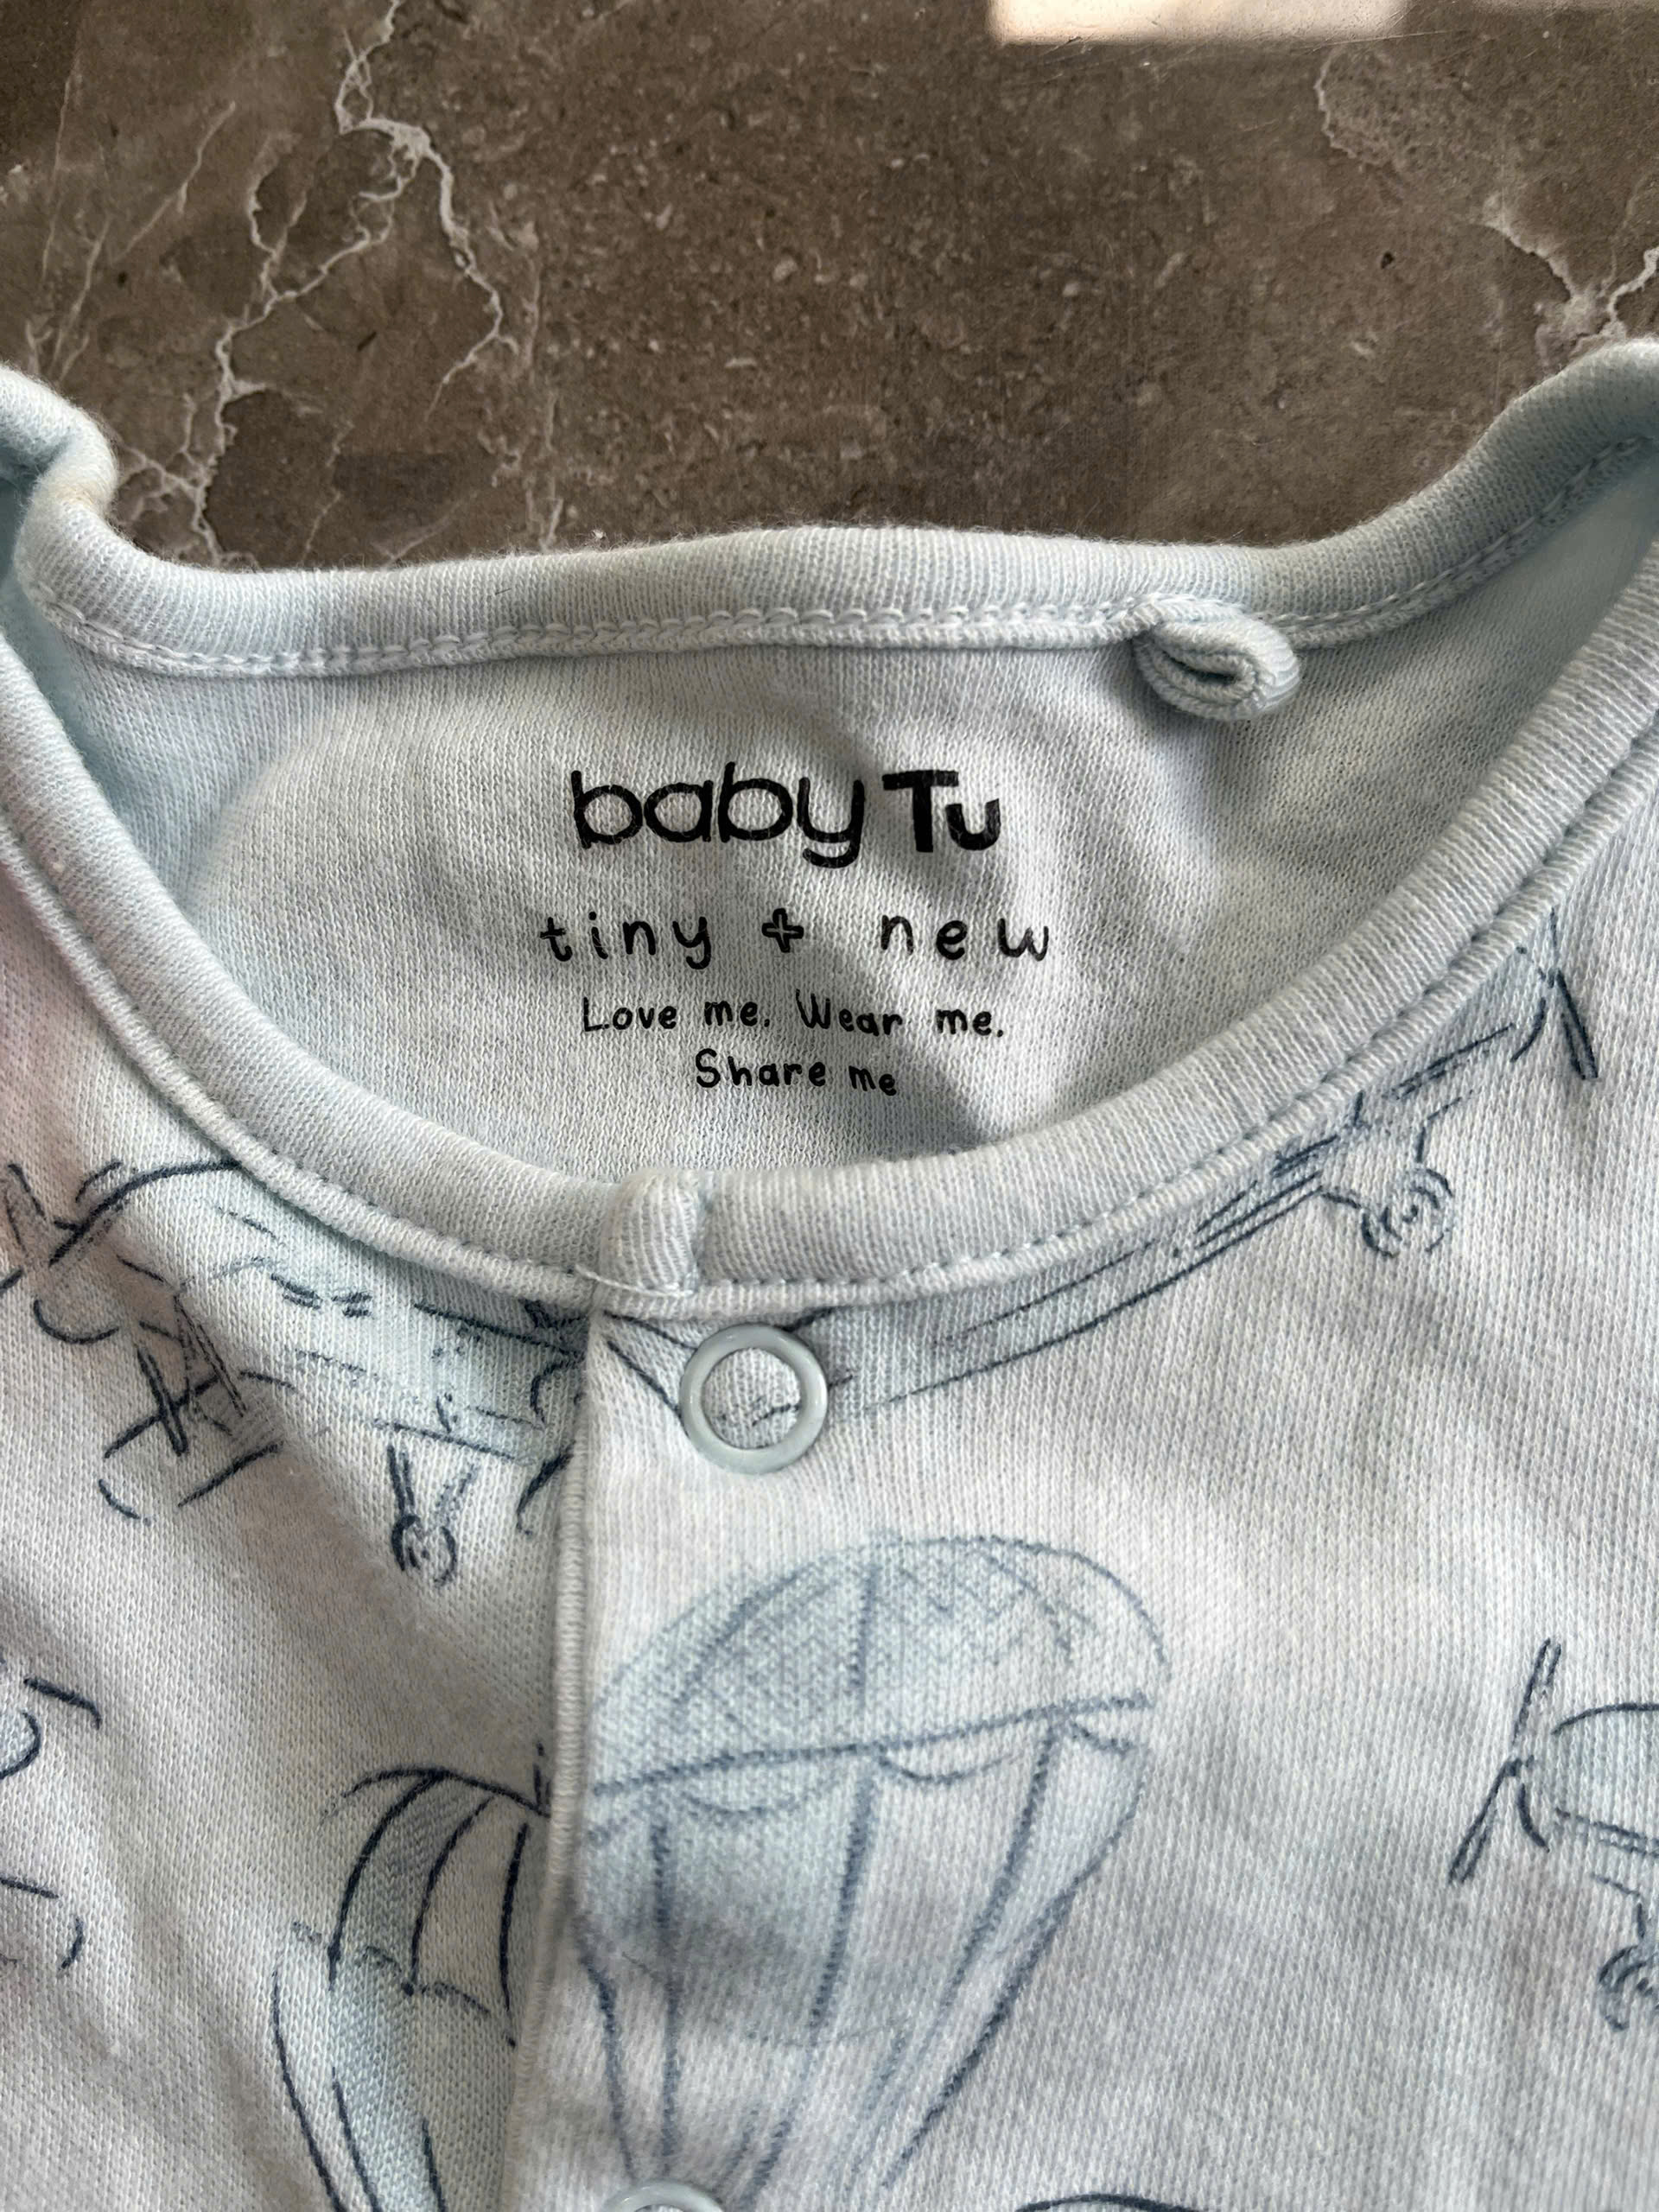 baby Tu
tiny + new
Love me. Wear me.
Share me